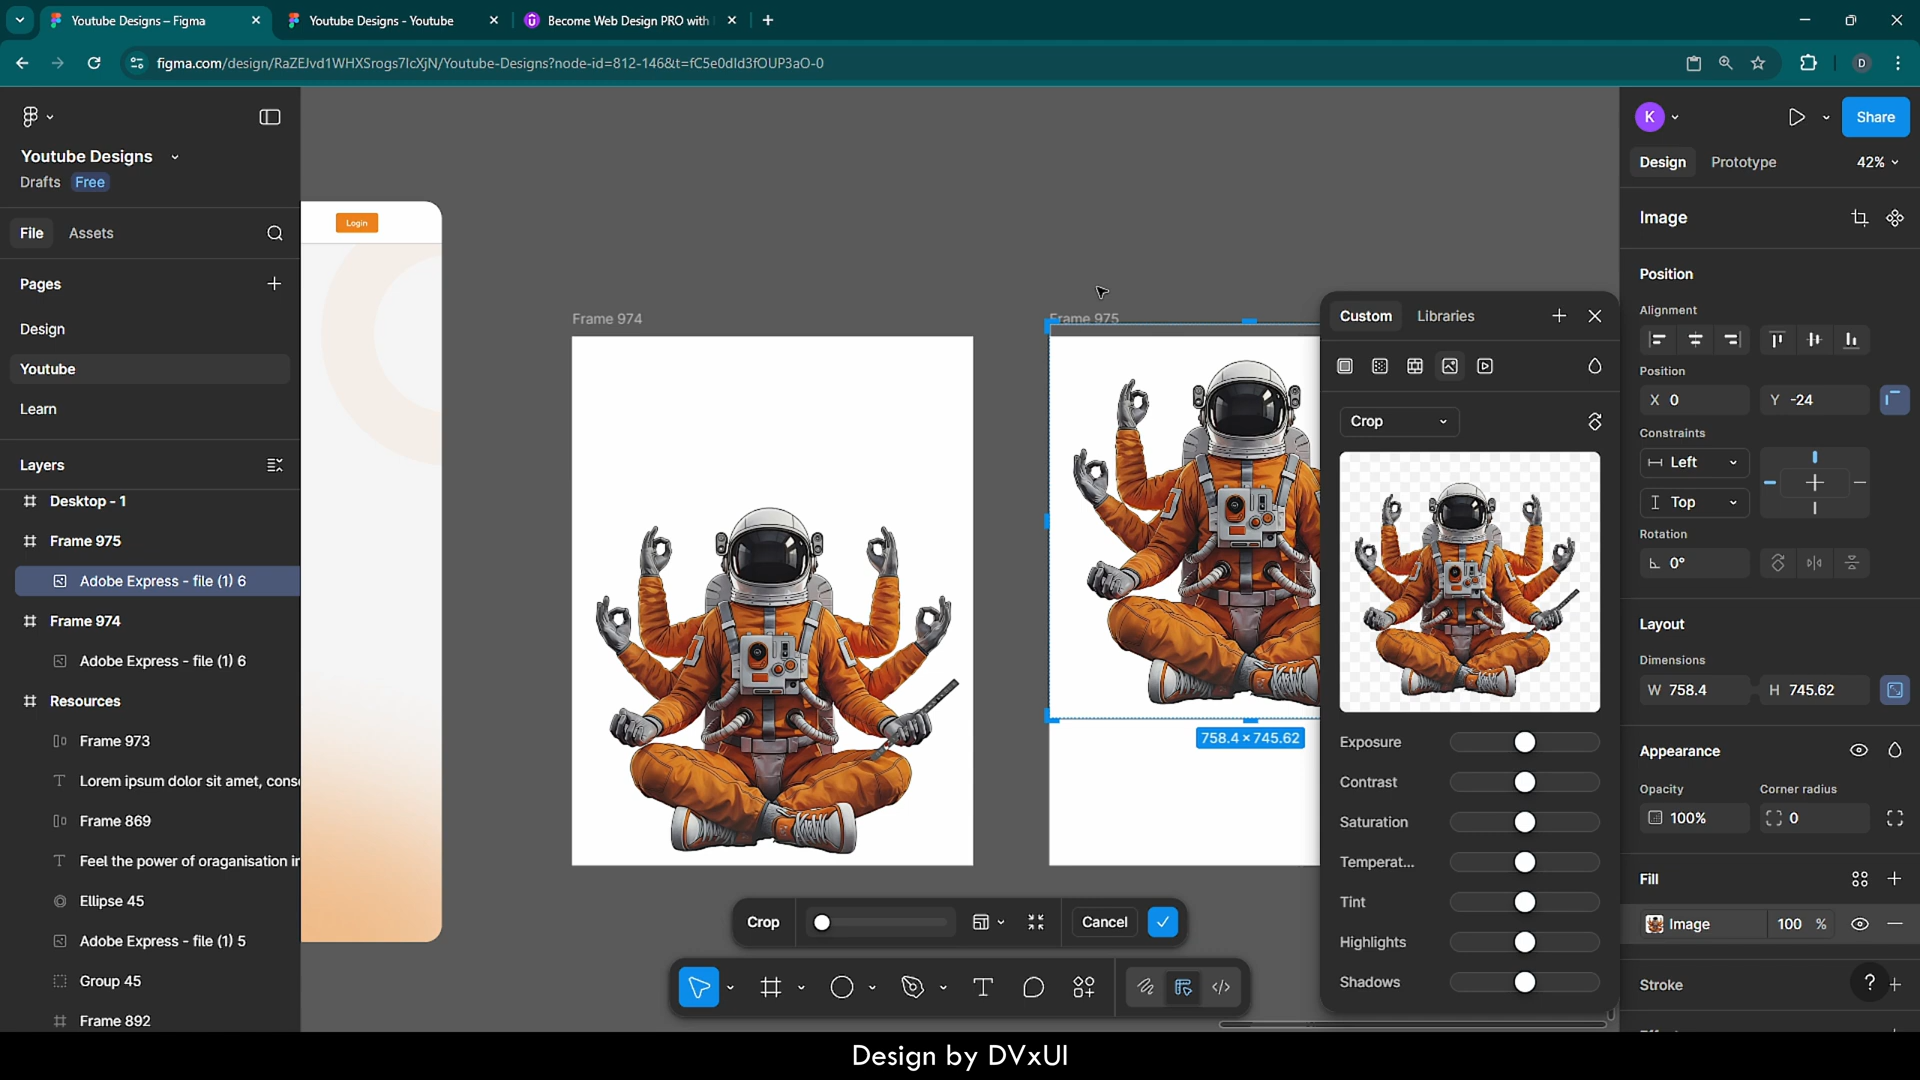 Youtube Designs – Figma
Youtube Designs - Youtube
Become Web Design PRO with
figma.com/design/RaZEJvd1WHXSrogs7lcXjN/Youtube-Designs?node-id=812-146&t=fC5e0dId3fOUP3aO-0
D
Youtube Designs
Drafts
Free
File
Assets
Pages
Design
Youtube
Learn
Layers
Desktop - 1
Frame 975
Adobe Express - file (1) 6
Frame 974
Adobe Express - file (1) 6
Resources
Frame 973
Lorem ipsum dolor sit amet, conse
Frame 869
Feel the power of oraganisation in
Ellipse 45
Adobe Express - file (1) 5
Group 45
Frame 892
Login
Frame 974
Frame 975
758.4 × 745.62
Crop
Cancel
Custom
Libraries
Crop
Exposure
Contrast
Saturation
Temperat...
Tint
Highlights
Shadows
K
Share
Design
Prototype
42%
Image
Position
Alignment
Position
X 0
Y -24
Constraints
Left
Top
Rotation
0°
Layout
Dimensions
W 758.4
H 745.62
Appearance
Opacity
Corner radius
100%
0
Fill
Image
100 %
Stroke
?
Design by DVxUI